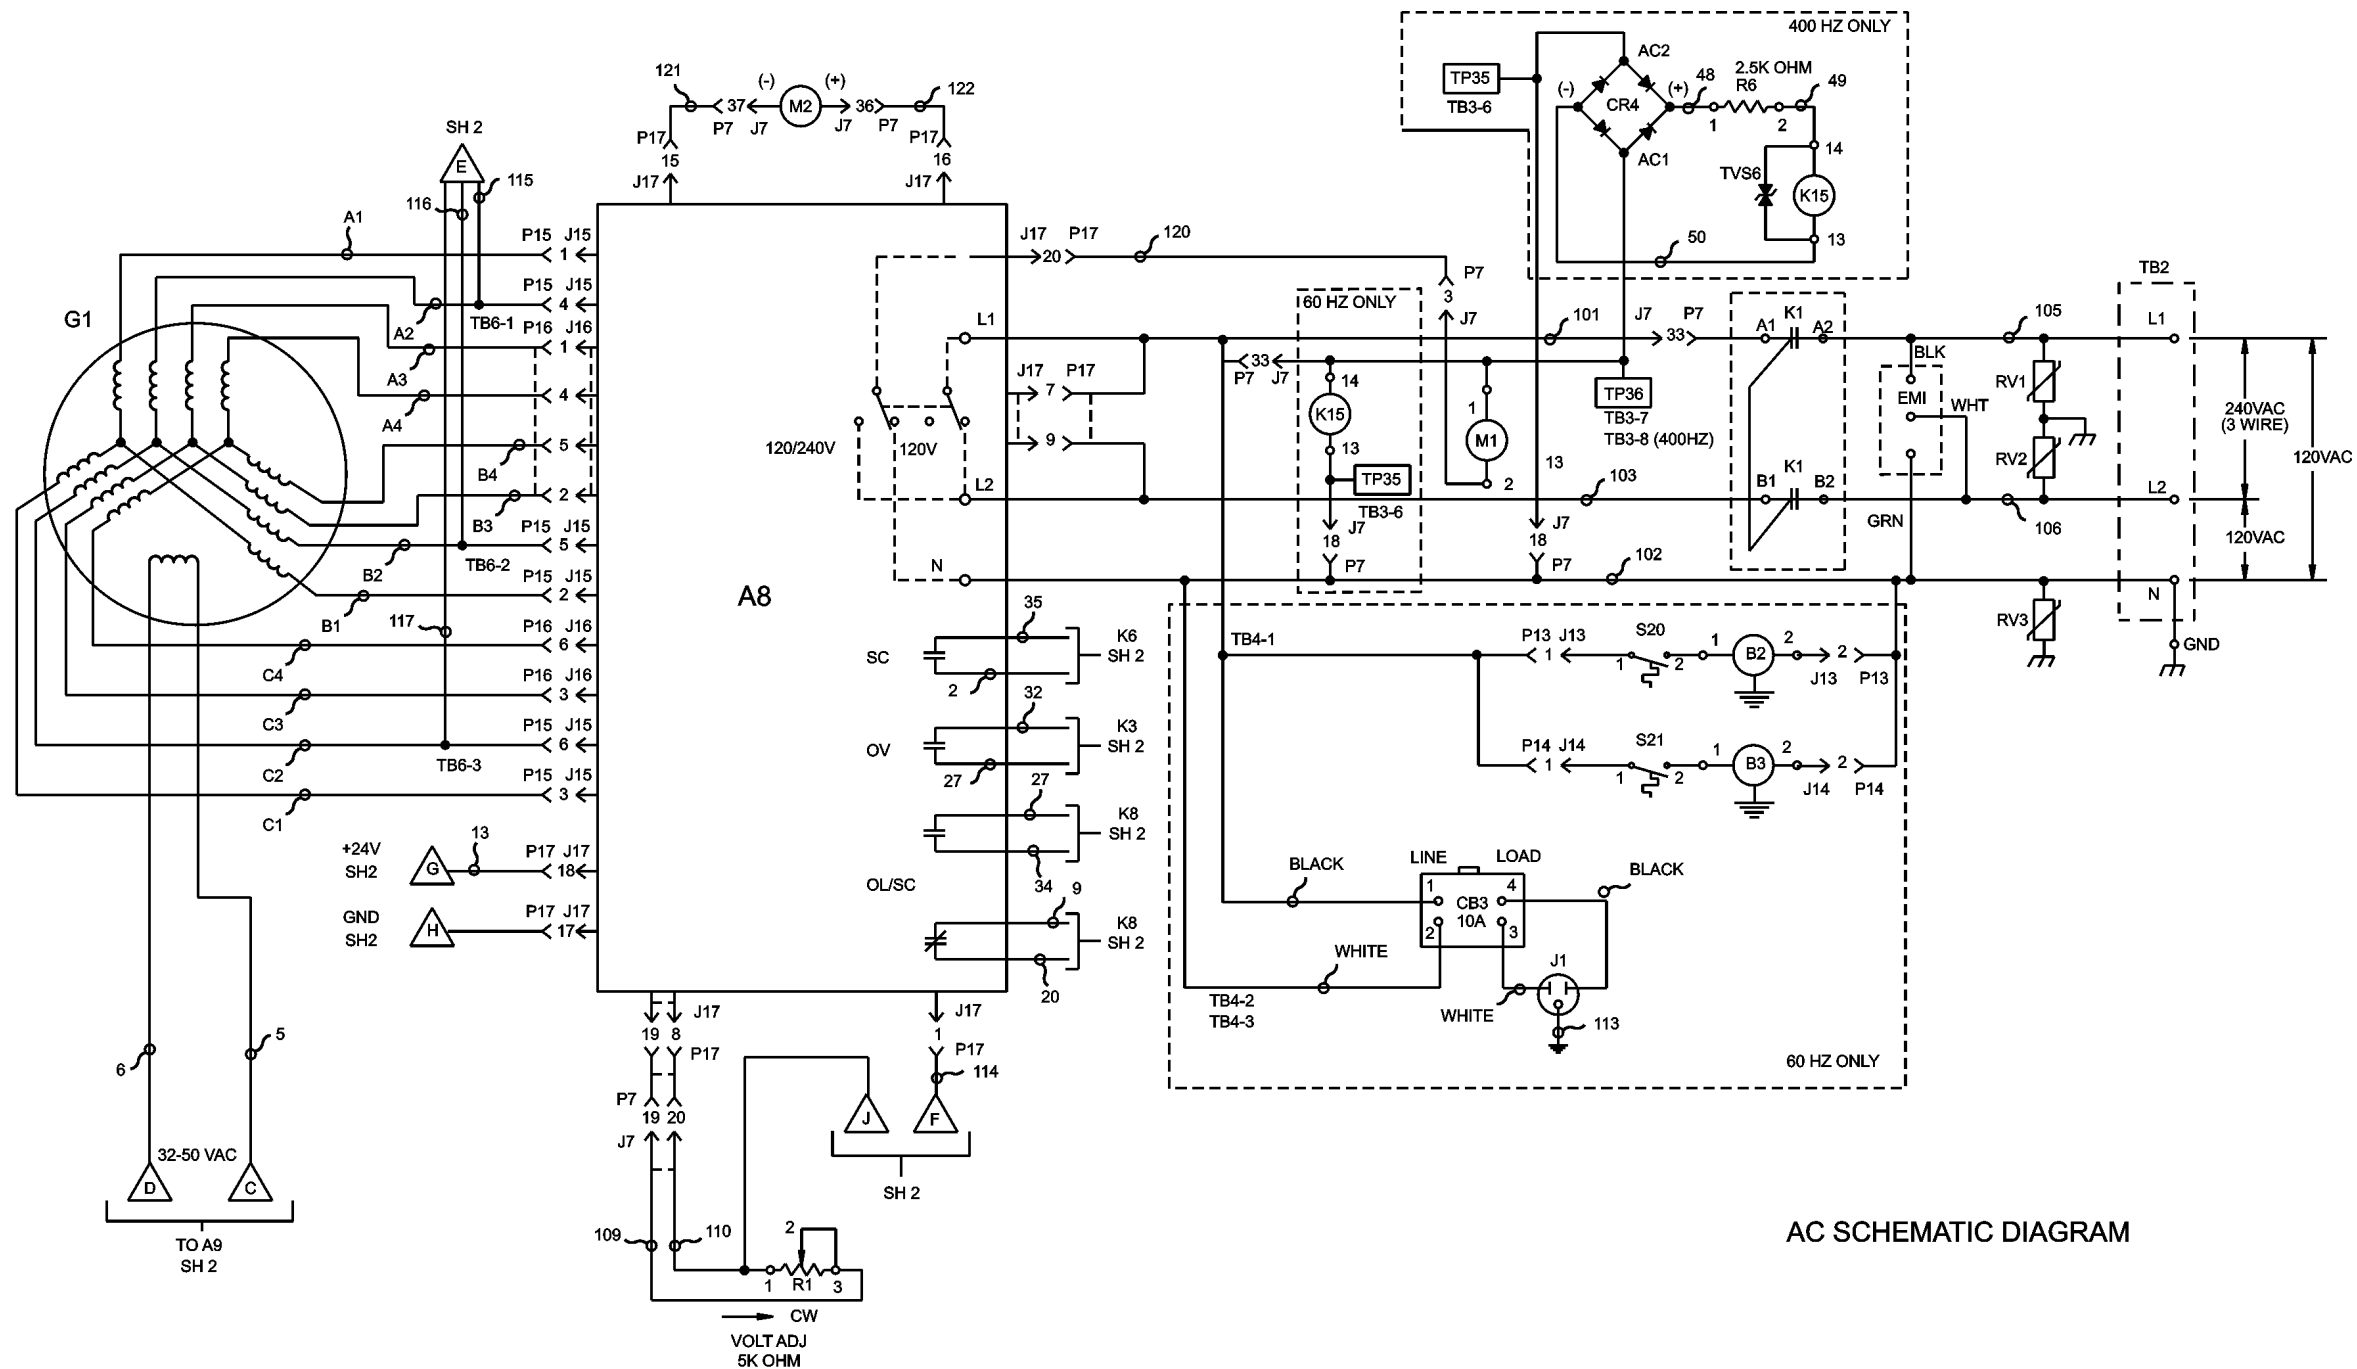 400 HZ ONLY
TP35
TB3-6
AC2
(-)
CR4
(+)
AC1
48
2.5K OHM
R6
49
1
2
14
TVS6
K15
13
50
121
(-)
(+)
122
37
M2
36
P7
J7
J7
P7
P17
15
J17
P17
16
J17
SH 2
E
115
116
G1
A1
P15 J15
1
P15 J15
4
A2
TB6-1
P16 J16
1
A3
4
A4
5
B4
2
B3
P15 J15
5
B2
TB6-2
P15 J15
2
B1
117
P16 J16
6
C4
P16 J16
3
C3
P15 J15
6
C2
TB6-3
P15 J15
3
C1
+24V
SH2
G
13
P17 J17
18
GND
SH2
H
P17 J17
17
6
5
32-50 VAC
D
C
TO A9
SH 2
A8
120/240V
120V
L1
L2
N
J17 P17
20
120
J17 P17
7
9
P7
3
J7
SC
35
2
K6
SH 2
OV
32
27
K3
SH 2
OL/SC
27
34
K8
SH 2
9
20
K8
SH 2
J17
19 8
P17
P7
19 20
J7
109
110
2
1
R1
3
CW
VOLT ADJ
5K OHM
J17
1
P17
114
J
F
SH 2
60 HZ ONLY
33
P7 J7
14
K15
13
TP35
TB3-6
J7
18
P7
1
M1
2
101
J7 P7
33
TP36
TB3-7
TB3-8 (400HZ)
13
J7
18
P7
103
102
A1
K1
A2
B1
K1
B2
BLK
EMI
WHT
GRN
105
RV1
RV2
106
RV3
TB2
L1
L2
N
GND
240VAC
(3 WIRE)
120VAC
120VAC
TB4-1
P13 J13
1
S20
1
2
1
B2
2
2
J13 P13
P14 J14
1
S21
1
2
1
B3
2
2
J14 P14
BLACK
LINE
LOAD
BLACK
1
4
CB3
10A
2
3
WHITE
J1
WHITE
113
TB4-2
TB4-3
60 HZ ONLY
AC SCHEMATIC DIAGRAM